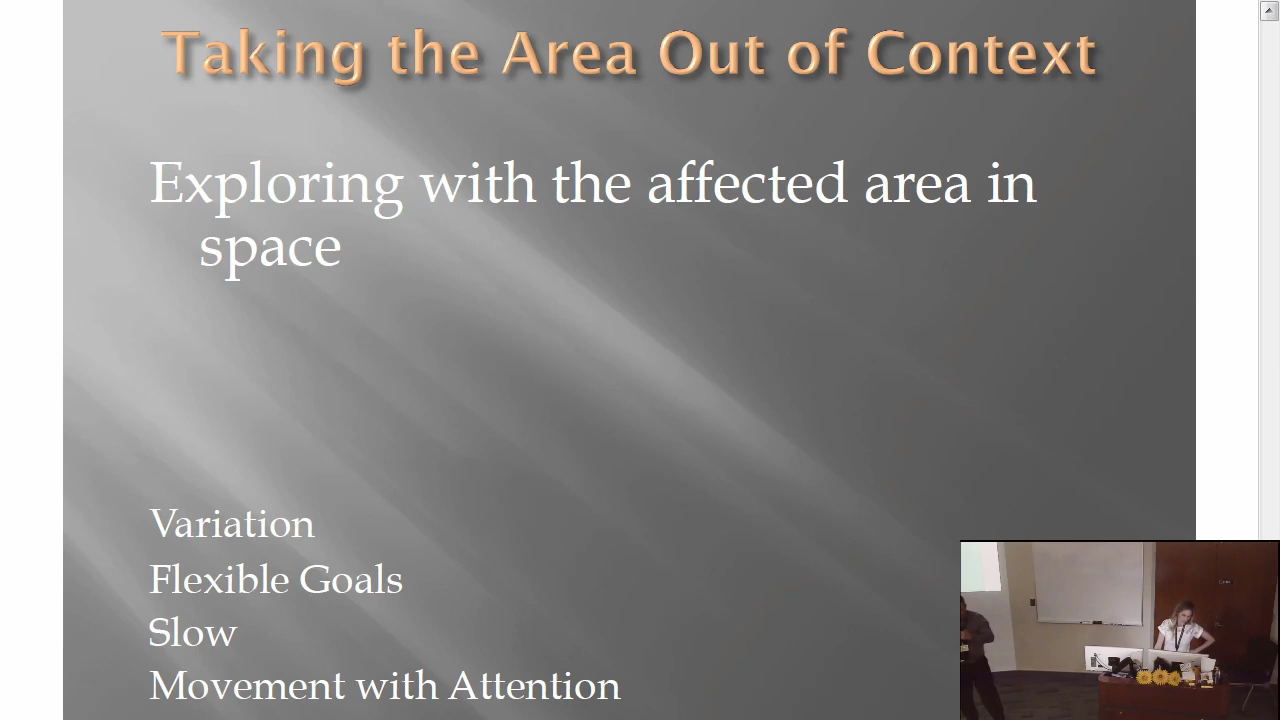 Taking the Area Out of Context
Exploring with the affected area in
space
Variation
Flexible Goals
Slow
Movement with Attention